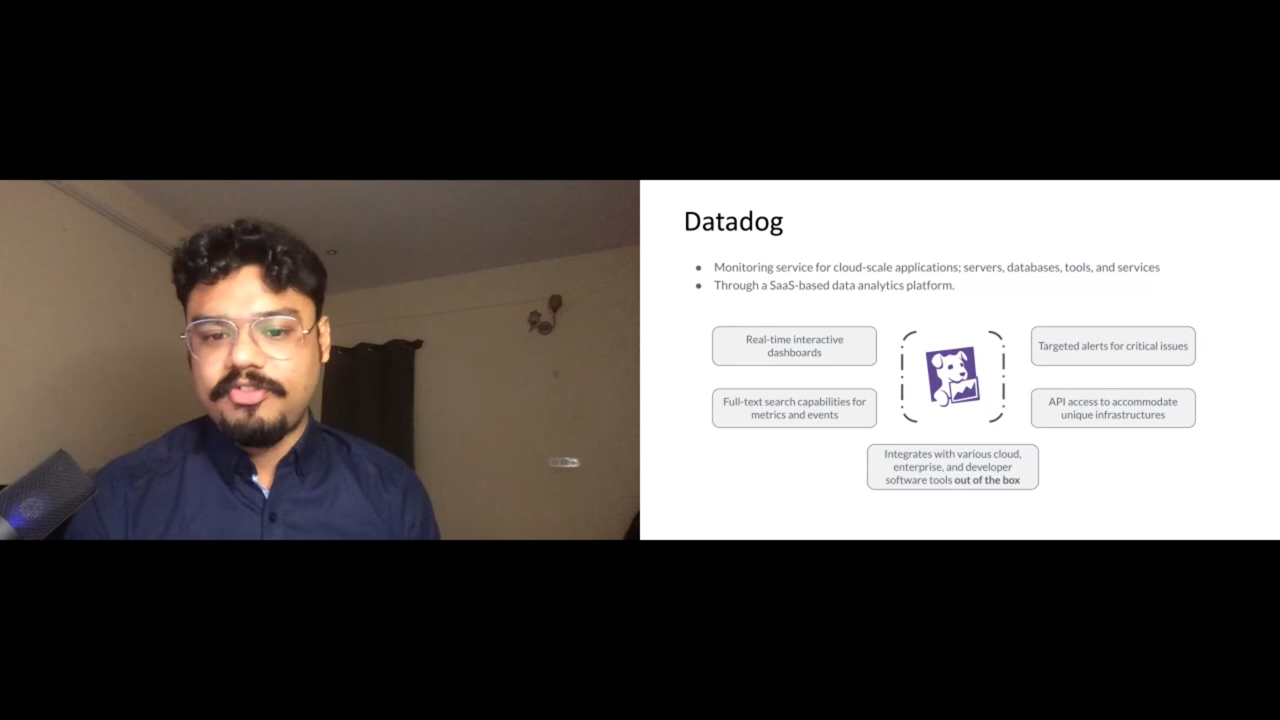 Datadog
● Monitoring service for cloud-scale applications; servers, databases, tools, and services
● Through a SaaS-based data analytics platform.
Real-time interactive
dashboards
Targeted alerts for critical issues
Full-text search capabilities for
metrics and events
API access to accommodate
unique infrastructures
Integrates with various cloud,
enterprise, and developer
software tools out of the box